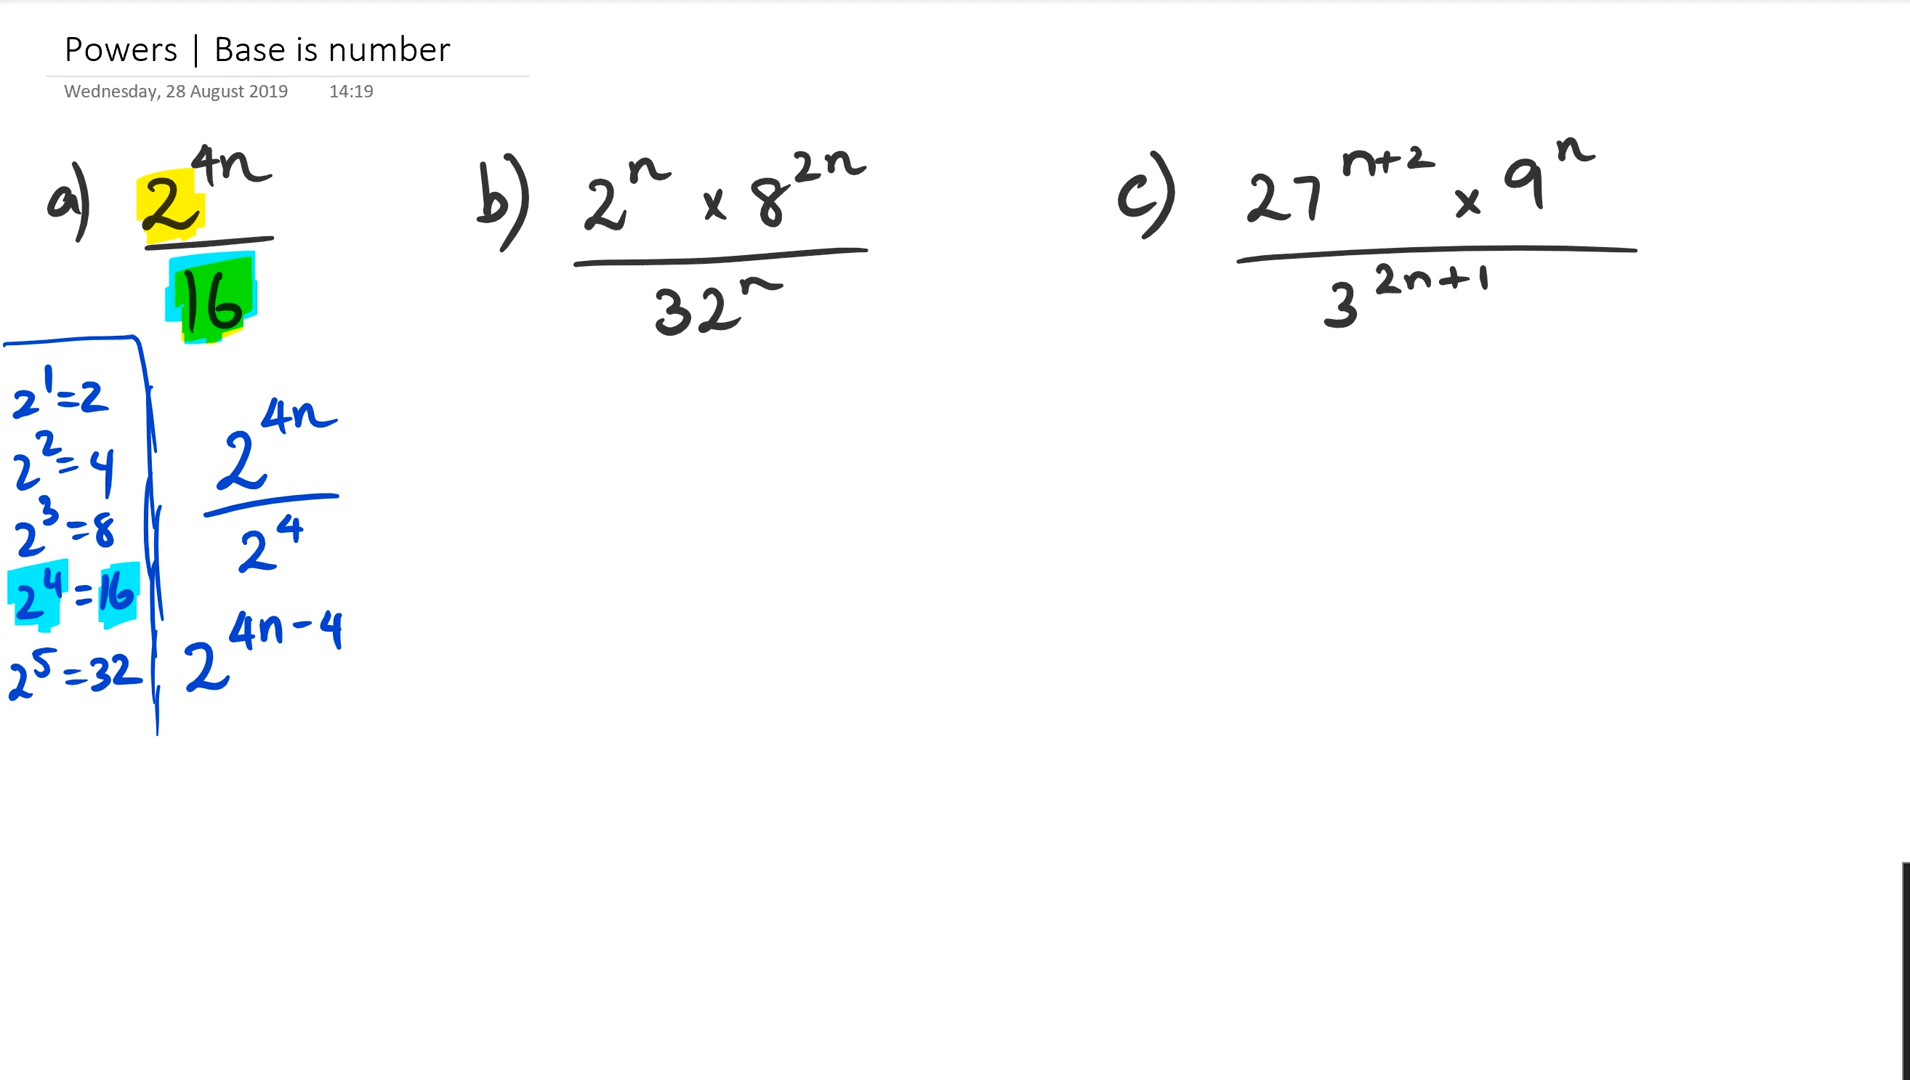 Powers | Base is number
Wednesday, 28 August 2019 14:19
a) 2^{4n} / 16
b) 2^n × 8^{2n} / 32^n
c) 27^{n+2} × 9^n / 3^{2n+1}
2^1=2
2^2=4
2^3=8
2^4=16
2^5=32
2^{4n} / 2^4
2^{4n-4}